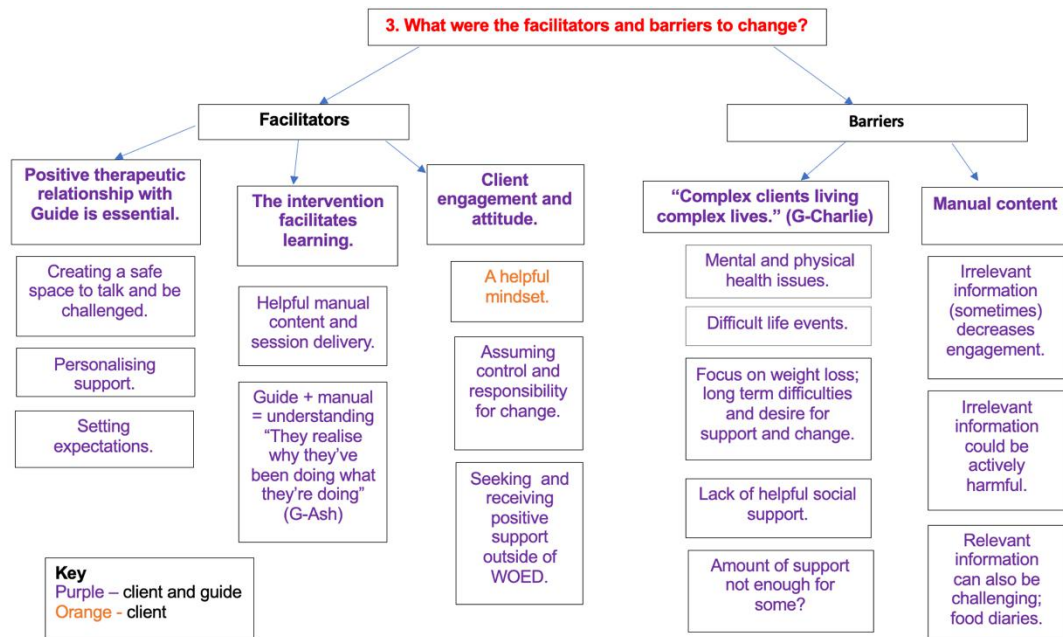 3. What were the facilitators and barriers to change?
Facilitators
Barriers
Positive therapeutic
relationship with
Guide is essential.
Creating a safe
space to talk and be
challenged.
Personalising
support.
Setting
expectations.
The intervention
facilitates
learning.
Helpful manual
content and
session delivery.
Guide + manual
= understanding
“They realise
why they’ve
been doing what
they’re doing”
(G-Ash)
Client
engagement and
attitude.
A helpful
mindset.
Assuming
control and
responsibility
for change.
Seeking and
receiving
positive
support
outside of
WOED.
“Complex clients living
complex lives.” (G-Charlie)
Mental and physical
health issues.
Difficult life events.
Focus on weight loss;
long term difficulties
and desire for
support and change.
Lack of helpful social
support.
Amount of support
not enough for
some?
Manual content
Irrelevant
information
(sometimes)
decreases
engagement.
Irrelevant
information
could be
actively
harmful.
Relevant
information
can also be
challenging;
food diaries.
Key
Purple – client and guide
Orange - client